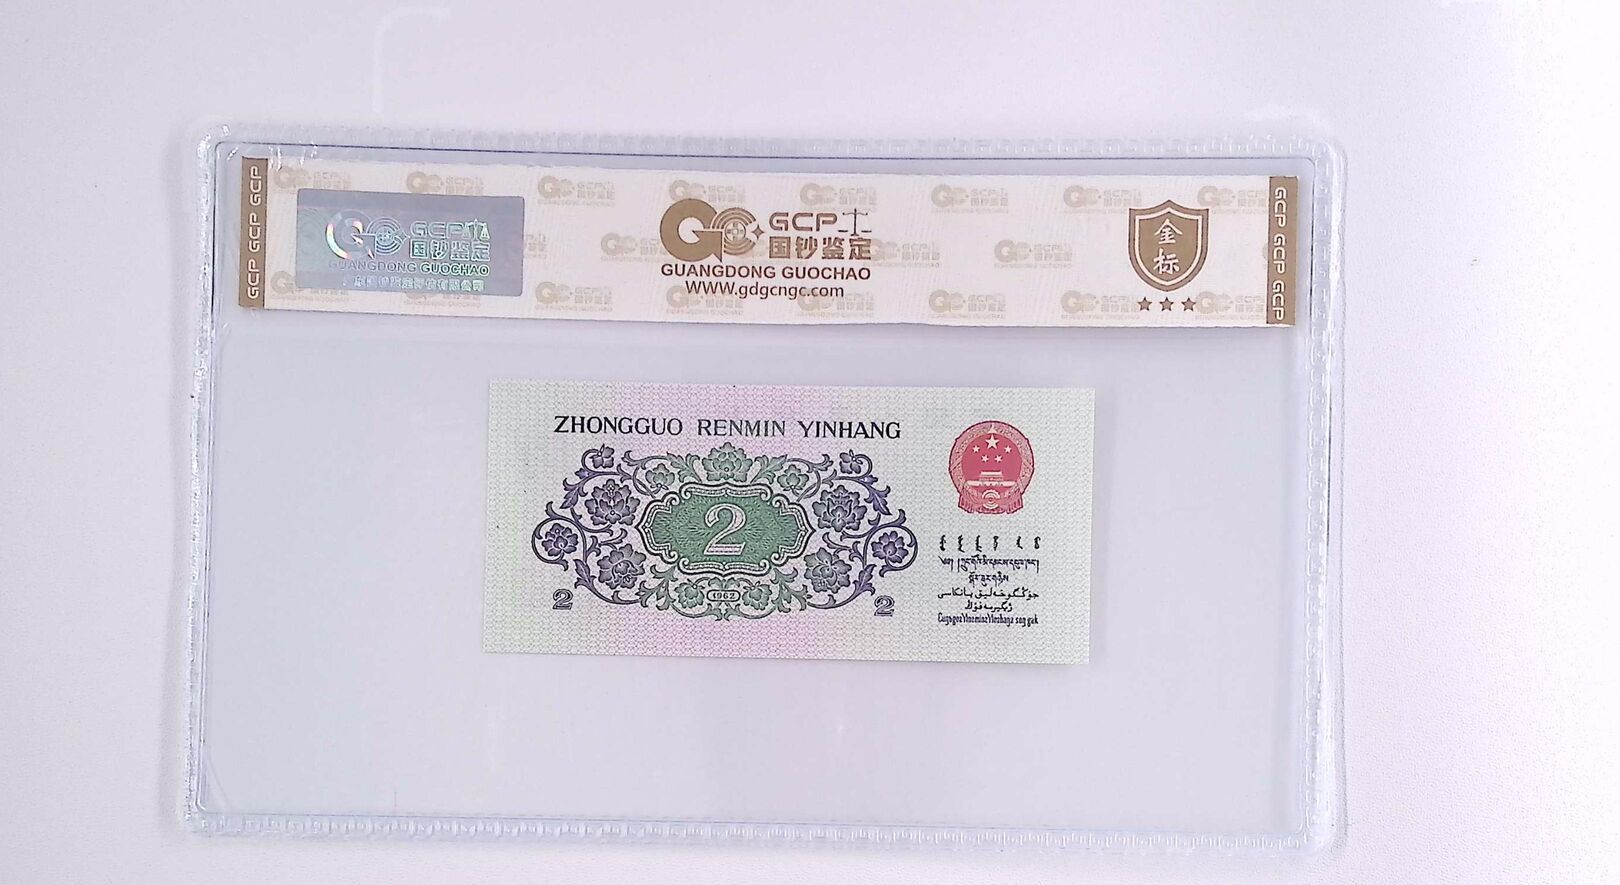 GCP GCP GCP
GCP
国钞鉴定
GUANGDONG GUOCHAO
GCP
国钞鉴定
GUANGDONG GUOCHAO
www.gdgcngc.com
金标
GCP GCP GCP
ZHONGGUO RENMIN YINHANG
2
1962
2
2